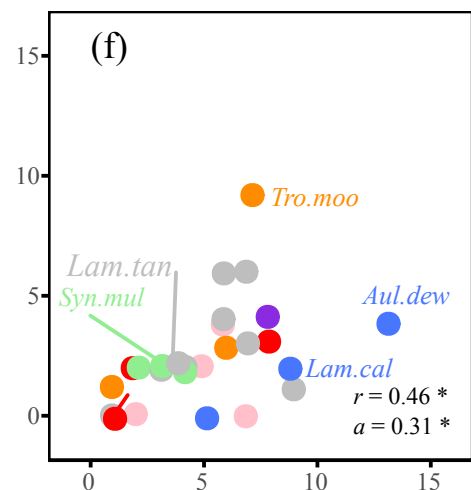 (f)
15
10
5
0
Tro.moo
Lam.tan
Syn.mul
Aul.dew
Lam.cal
r = 0.46 *
a = 0.31 *
0 5 10 15